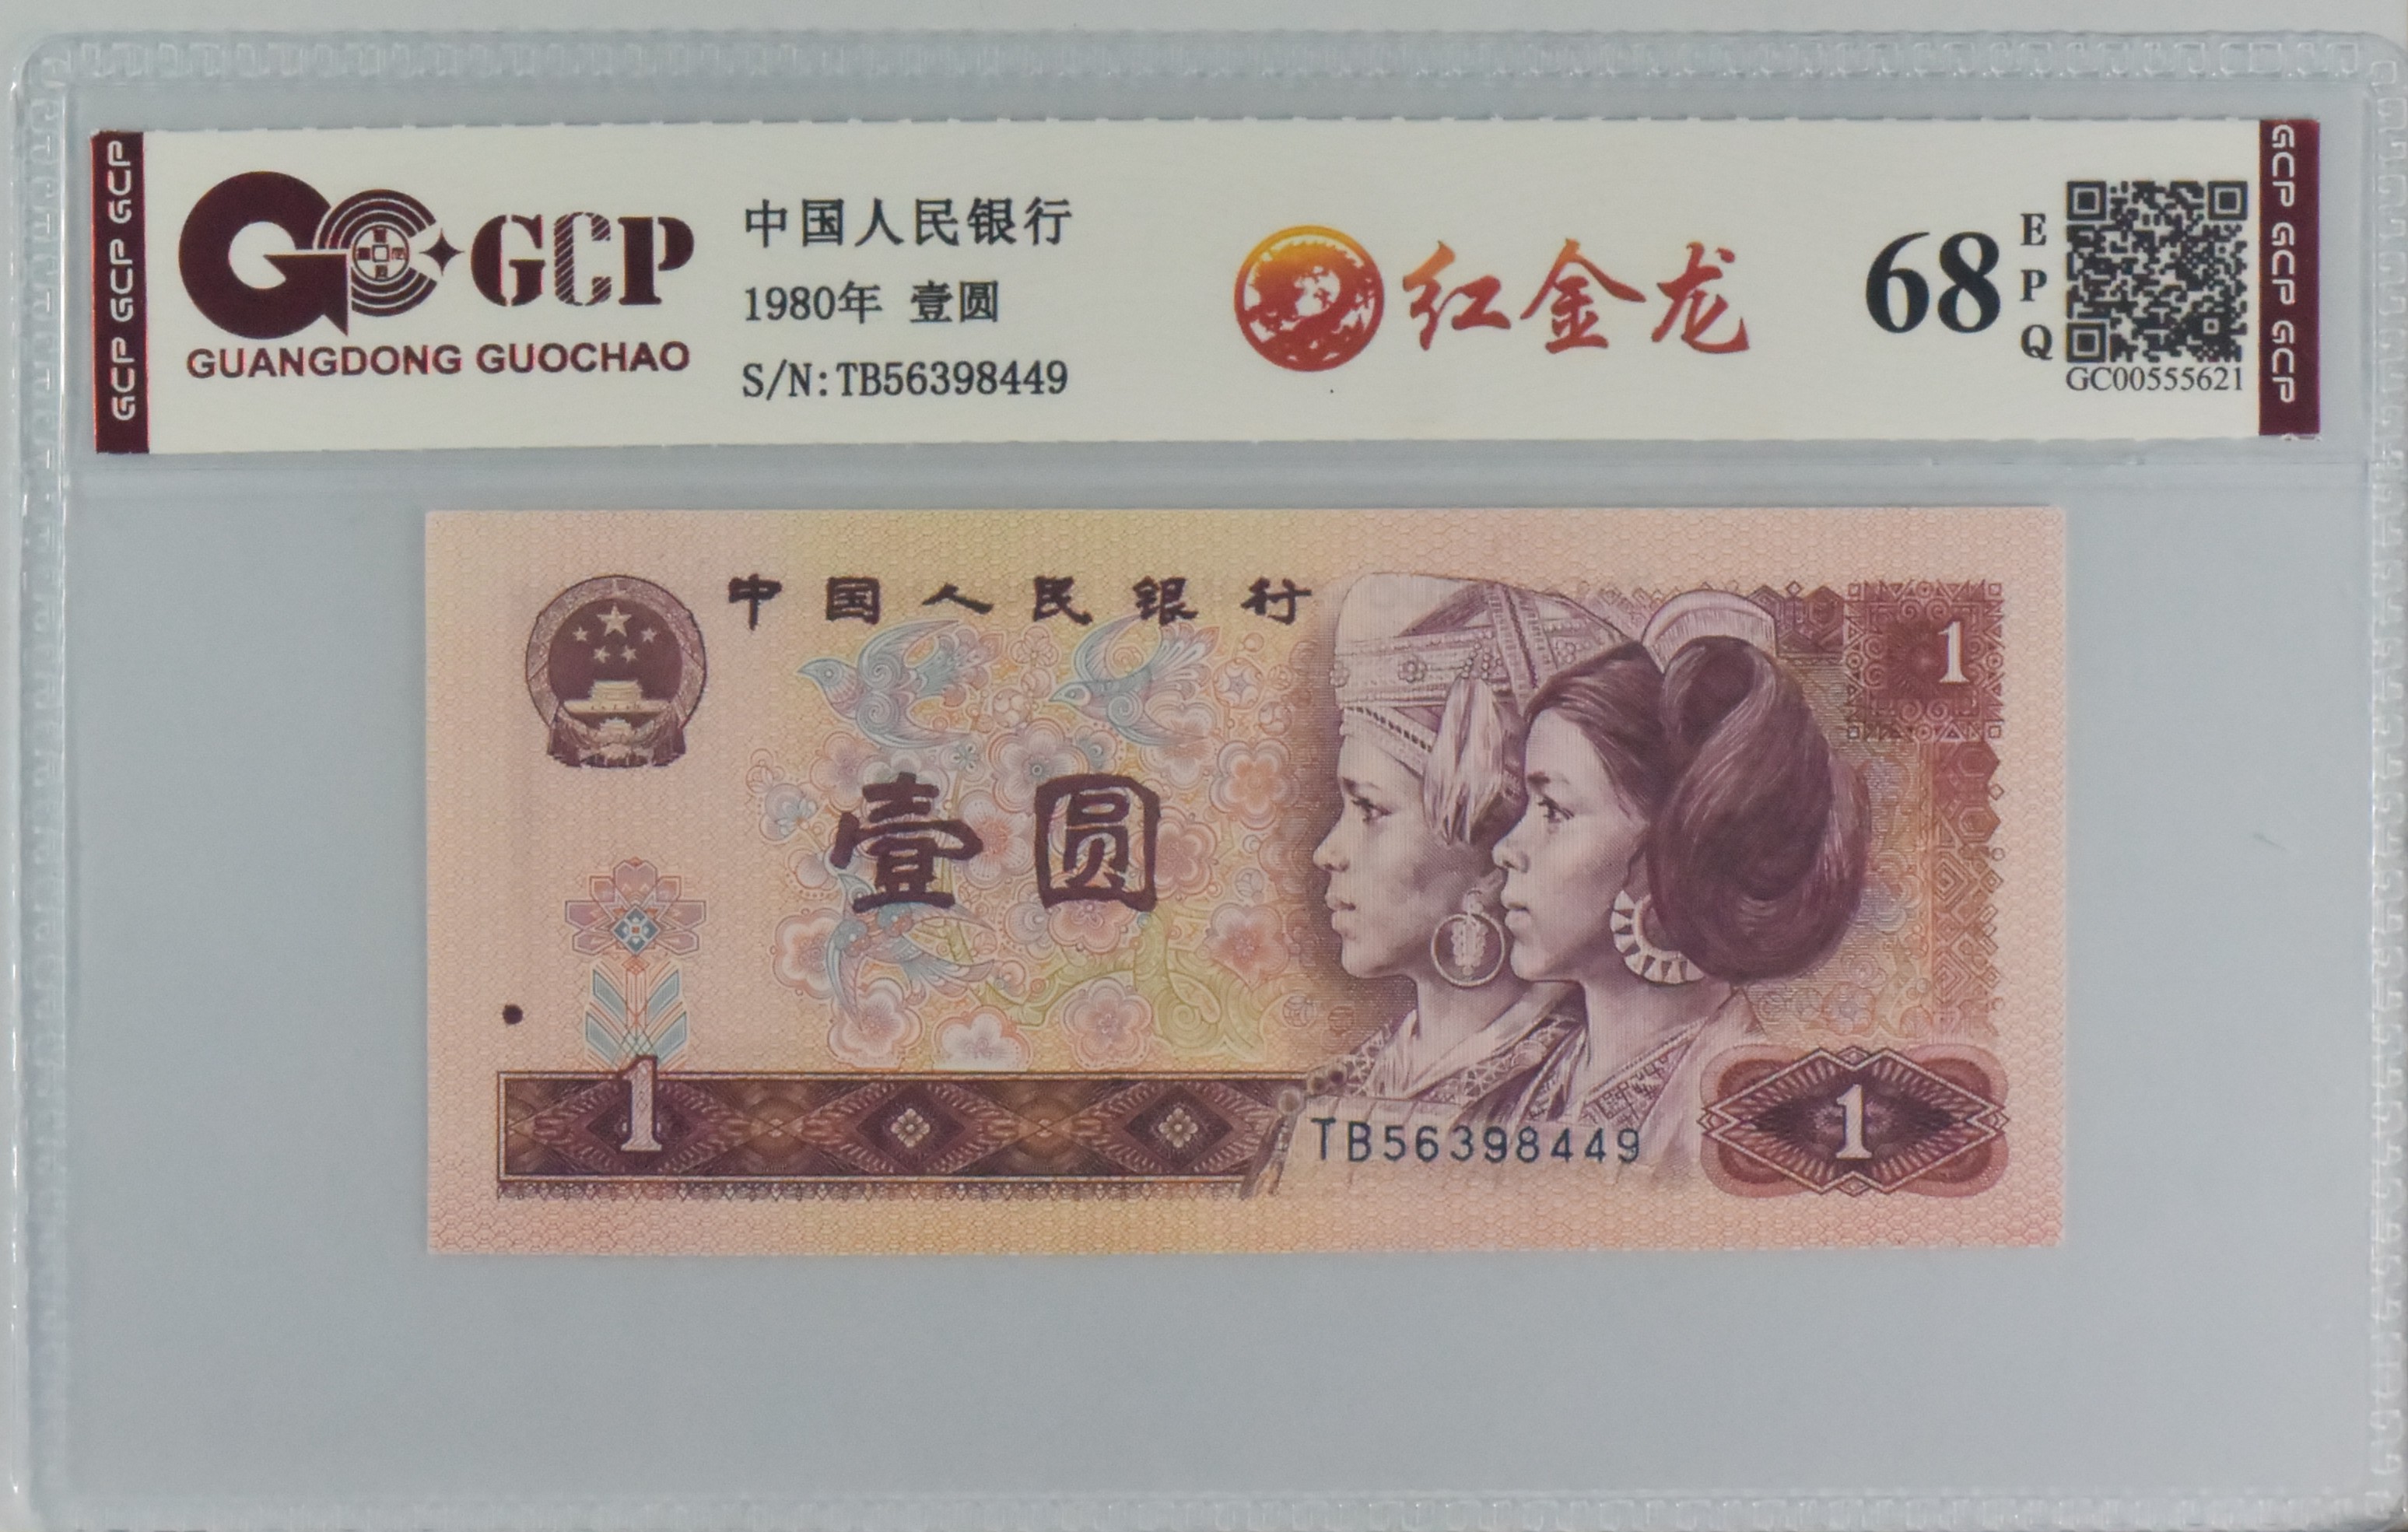 GCP GCP GCP
GCP
GUANGDONG GUOCHAO
中国人民银行
1980年 壹圆
S/N:TB56398449
红金龙
68
E
P
Q
GC00555621
GCP GCP GCP
中国人民银行
1
壹圆
1
TB56398449
1